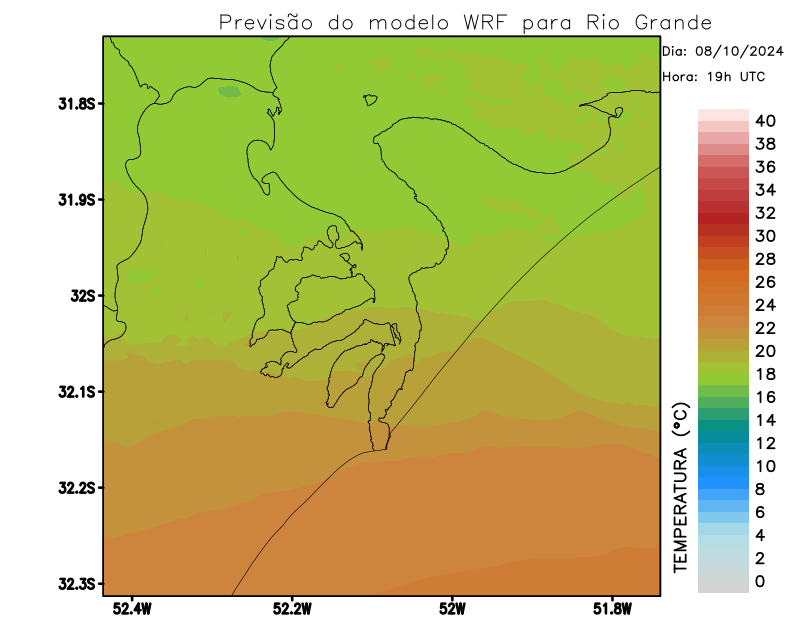 Previsão do modelo WRF para Rio Grande
Dia: 08/10/2024
Hora: 19h UTC
31.8S
31.9S
32S
32.1S
32.2S
32.3S
52.4W
52.2W
52W
51.8W
TEMPERATURA (°C)
40
38
36
34
32
30
28
26
24
22
20
18
16
14
12
10
8
6
4
2
0